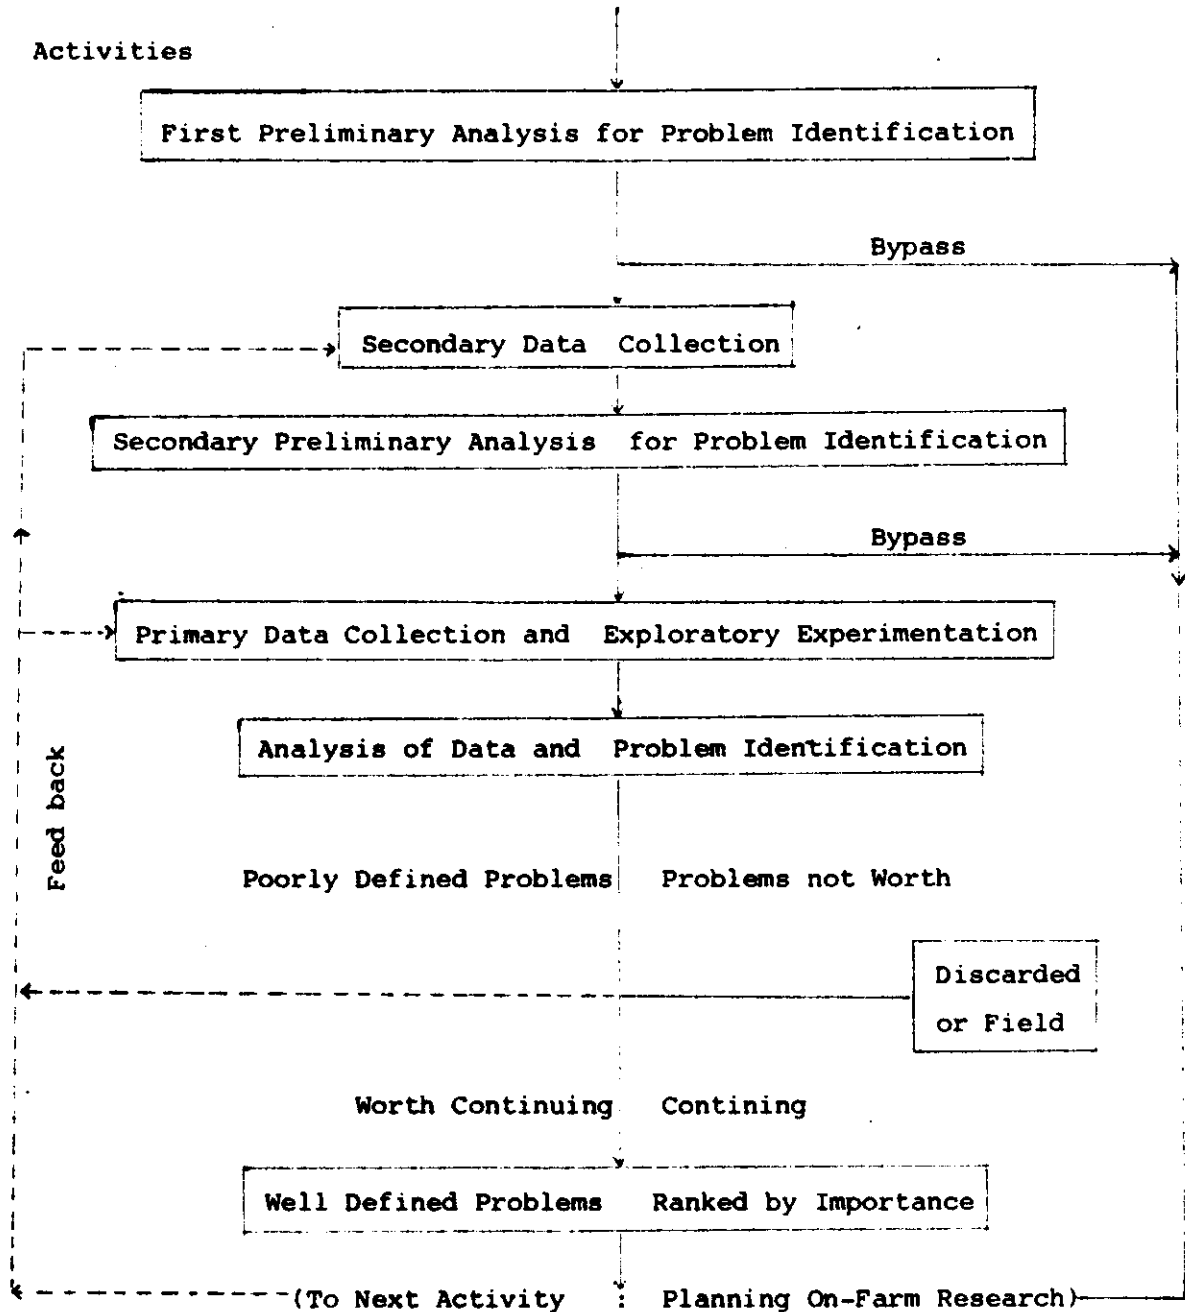 Activities
First Preliminary Analysis for Problem Identification
Bypass
Secondary Data Collection
Secondary Preliminary Analysis for Problem Identification
Bypass
Primary Data Collection and Exploratory Experimentation
Analysis of Data and Problem Identification
Feed back
Poorly Defined Problems Problems not Worth
Discarded
or Field
Worth Continuing Contining
Well Defined Problems Ranked by Importance
(To Next Activity : Planning On-Farm Research)